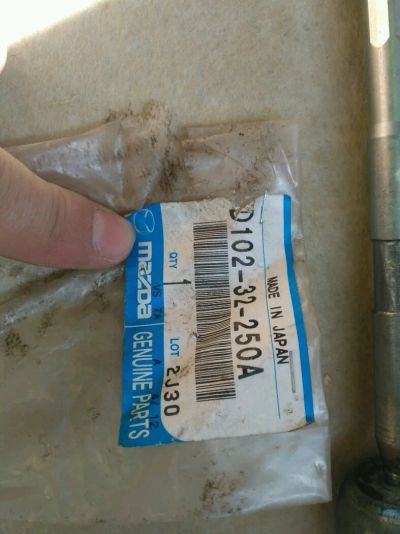 MADE IN JAPAN
D102-32-250A
QTY 1 LOT 2J30
mazda GENUINE PARTS